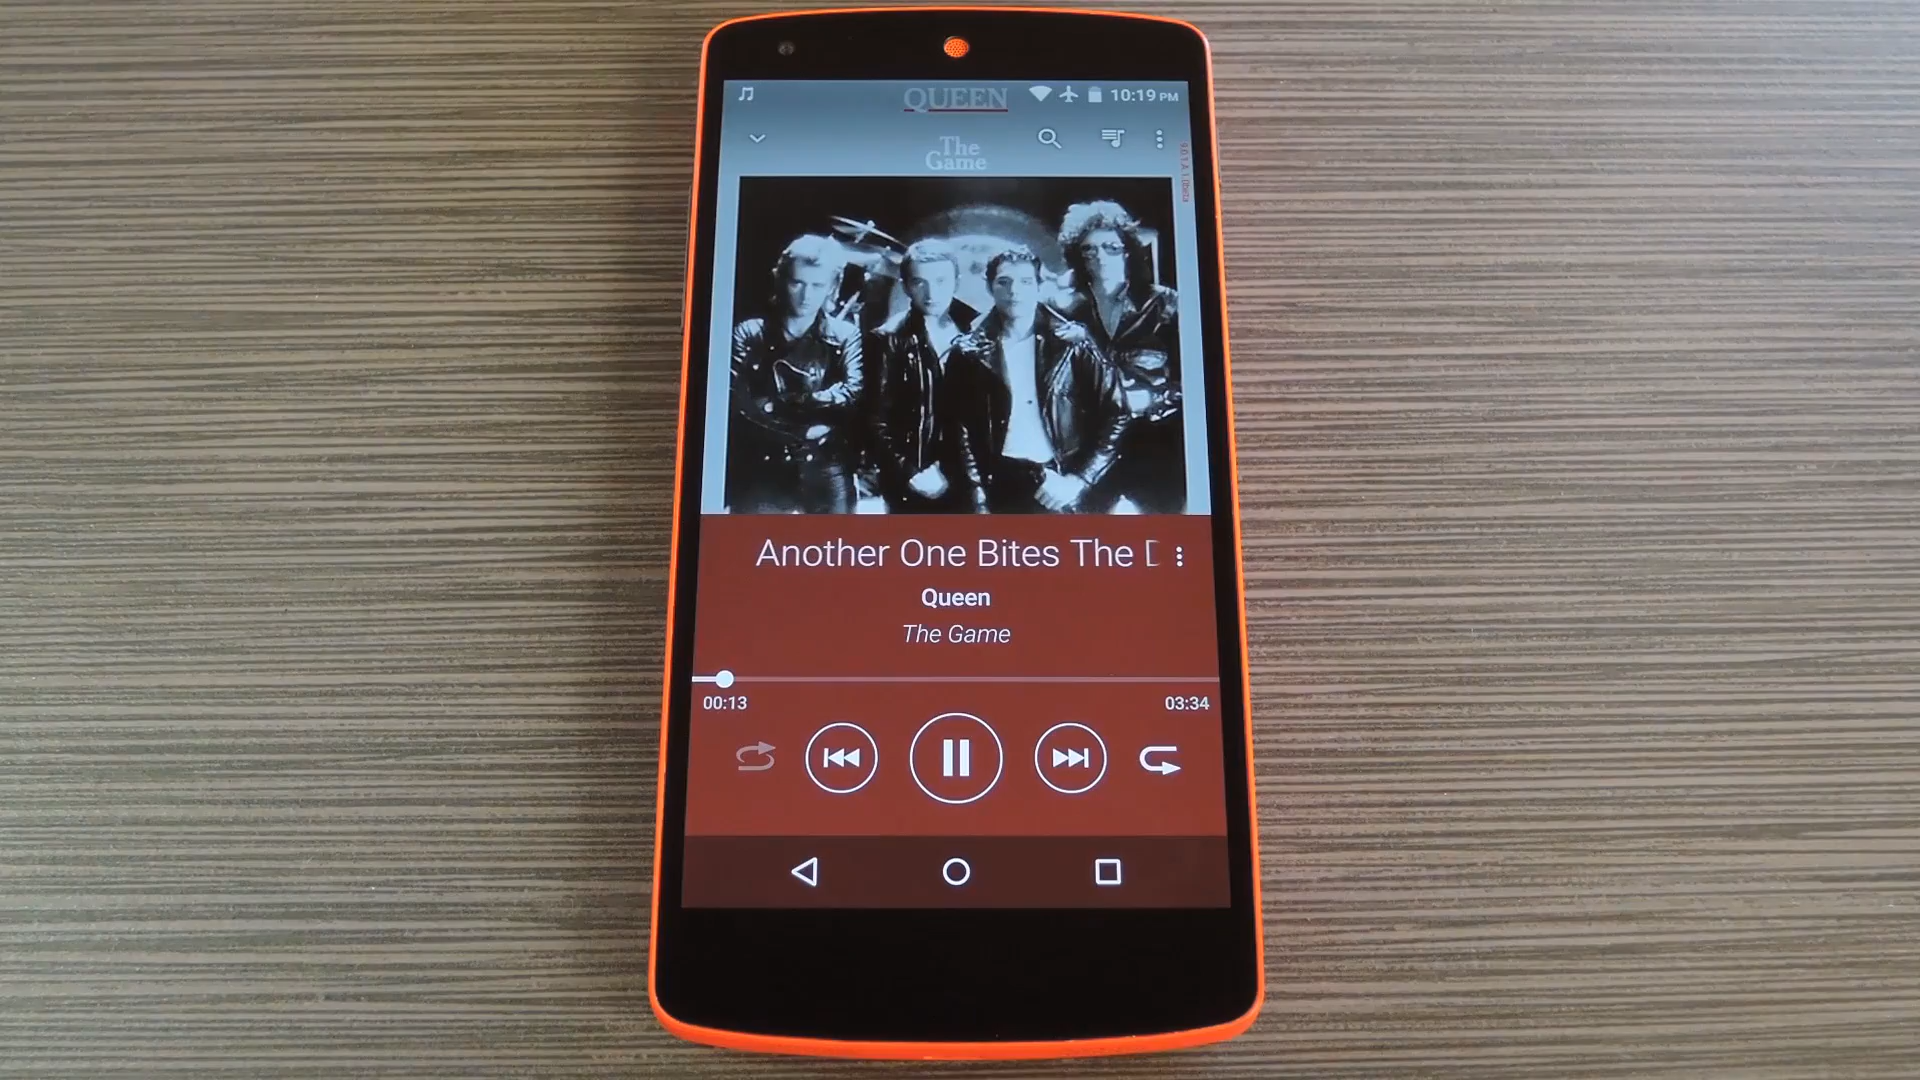 QUEEN
10:19 PM
The
Game
Another One Bites The D
Queen
The Game
00:13
03:34